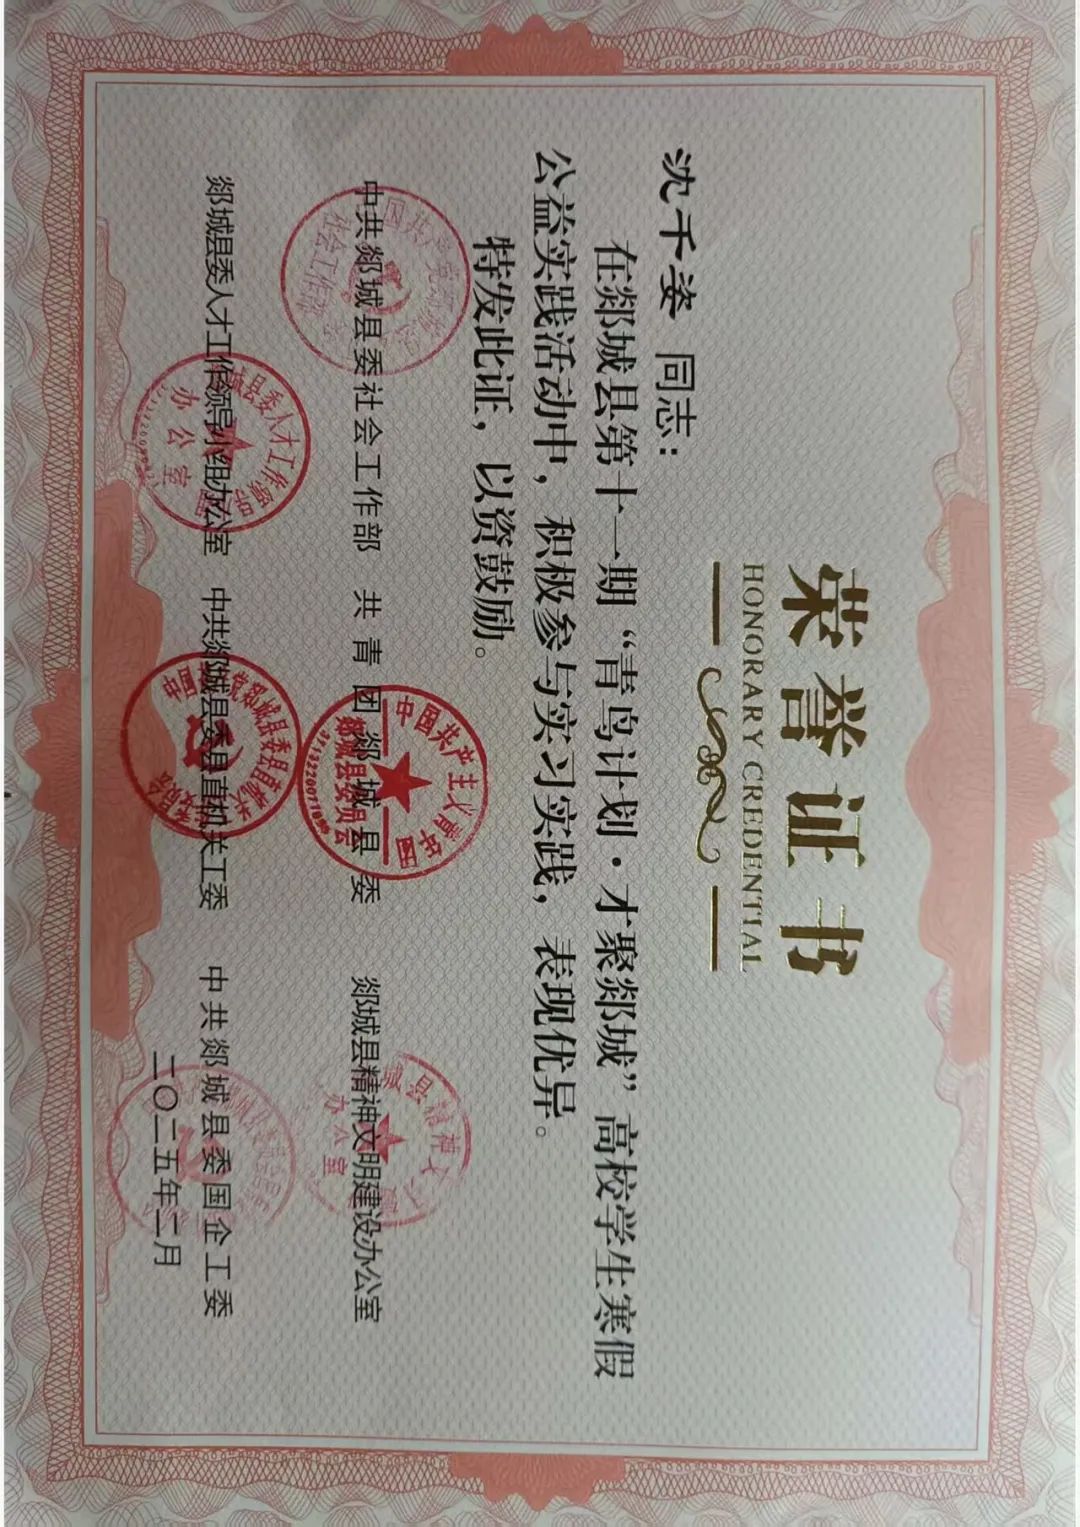 荣誉证书
HONORARY CREDENTIAL
沈千姿 同志：
在郯城县第十一期“青鸟计划·才聚郯城”高校学生寒假
公益实践活动中，积极参与实习实践，表现优异。
特发此证，以资鼓励。
中共郯城县委社会工作部 共青团郯城县委 郯城县精神文明建设办公室
郯城县委人才工作领导小组办公室 中共郯城县委县直机关工委 中共郯城县委国企工委
二〇二五年二月